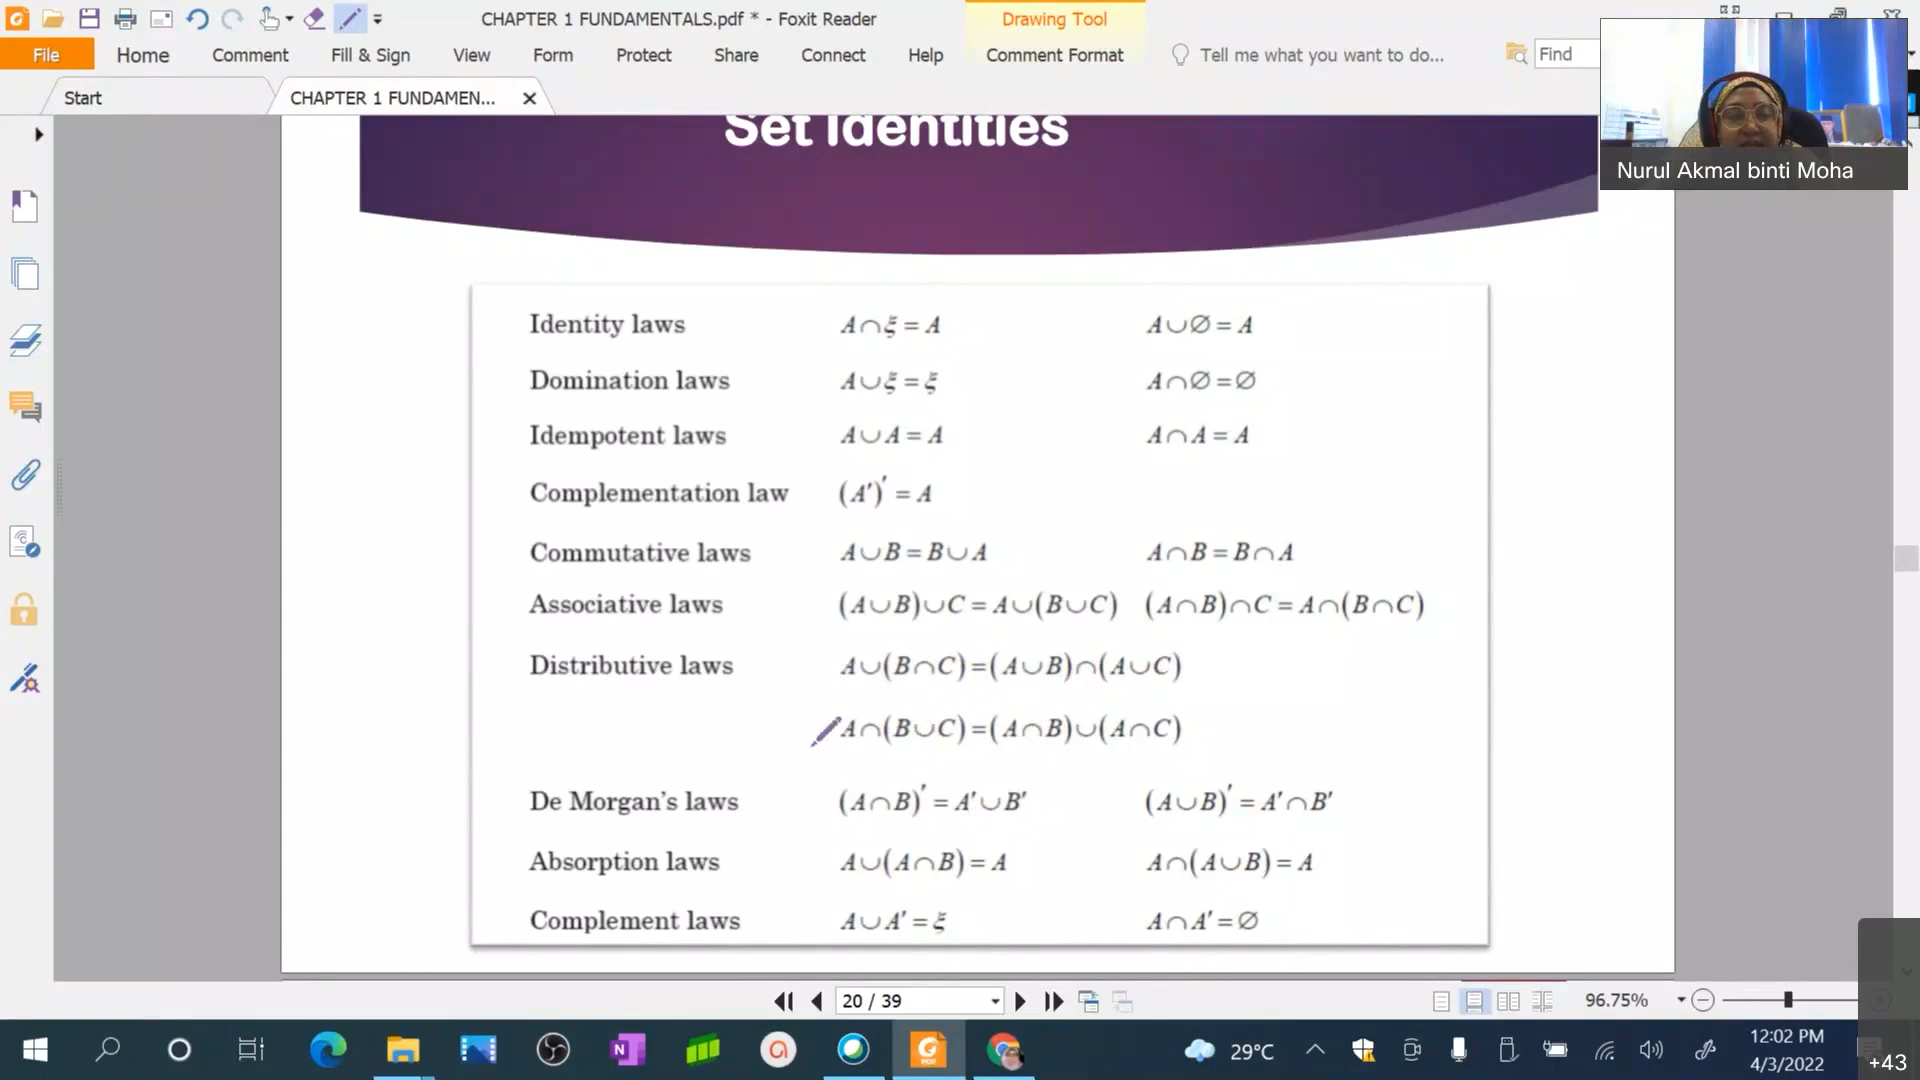 CHAPTER 1 FUNDAMENTALS.pdf * - Foxit Reader
Drawing Tool
File Home Comment Fill & Sign View Form Protect Share Connect Help Comment Format Tell me what you want to do... Find
Start CHAPTER 1 FUNDAMEN...
Nurul Akmal binti Moha
Set Identities
Identity laws A∩ξ = A A∪∅ = A
Domination laws A∪ξ = ξ A∩∅ = ∅
Idempotent laws A∪A = A A∩A = A
Complementation law (A′)′ = A
Commutative laws A∪B = B∪A A∩B = B∩A
Associative laws (A∪B)∪C = A∪(B∪C) (A∩B)∩C = A∩(B∩C)
Distributive laws A∪(B∩C)=(A∪B)∩(A∪C)
A∩(B∪C)=(A∩B)∪(A∩C)
De Morgan's laws (A∩B)′ = A′∪B′ (A∪B)′ = A′∩B′
Absorption laws A∪(A∩B) = A A∩(A∪B) = A
Complement laws A∪A′ = ξ A∩A′ = ∅
20 / 39 96.75%
29°C 12:02 PM
4/3/2022
+43